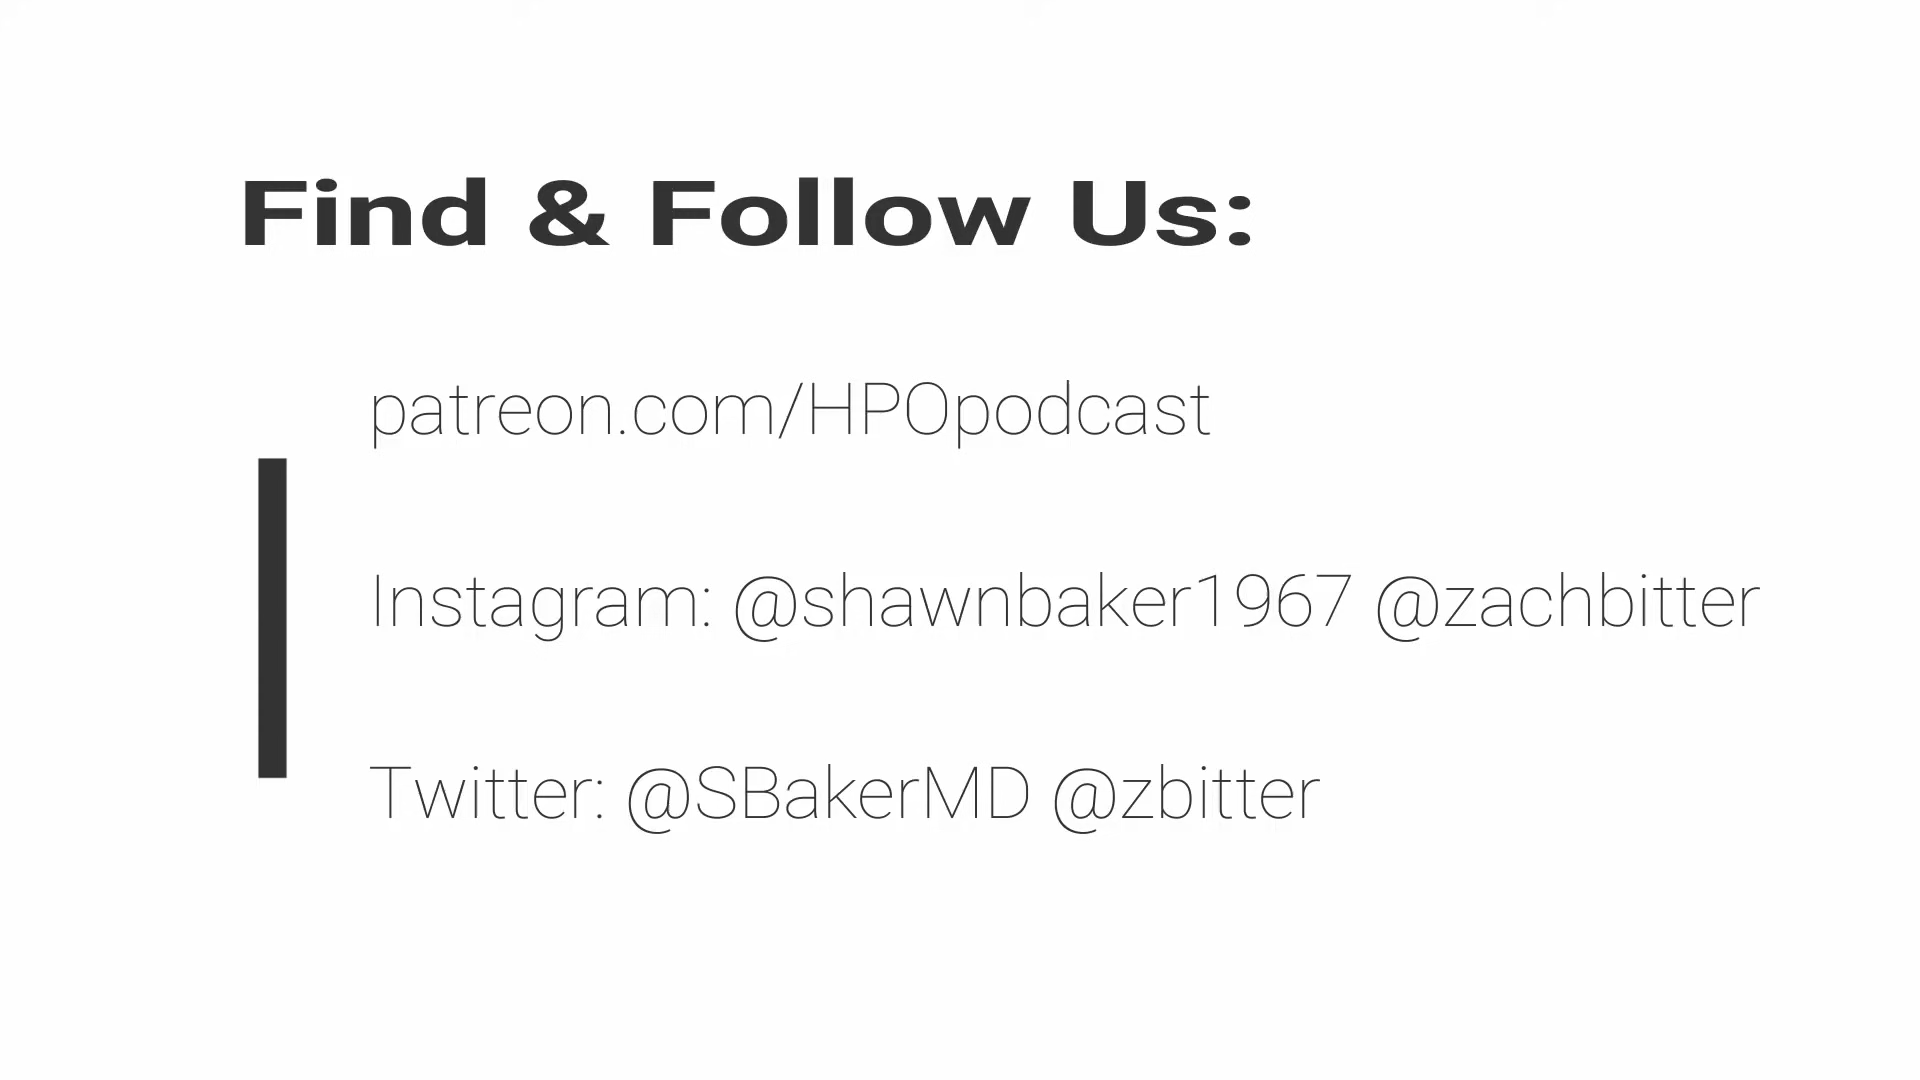 Find & Follow Us:
patreon.com/HPOpodcast
Instagram: @shawnbaker1967 @zachbitter
Twitter: @SBakerMD @zbitter